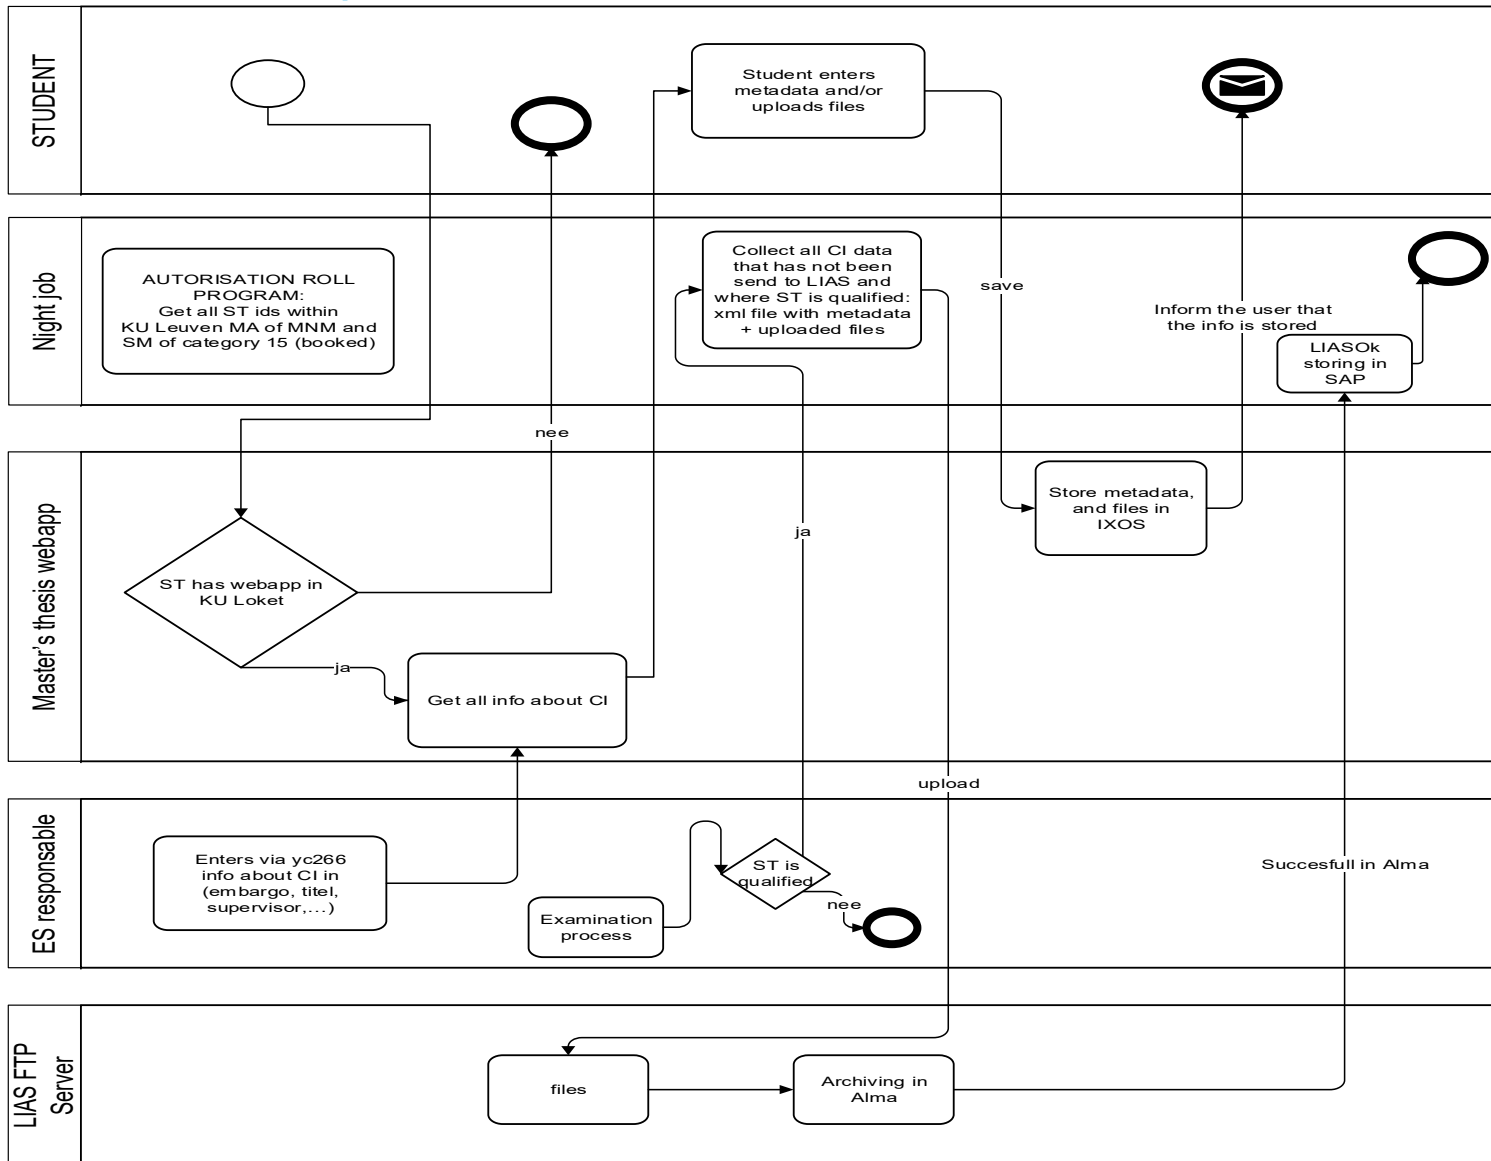 STUDENT
Student enters
metadata and/or
uploads files
Night job
AUTORISATION ROLL
PROGRAM:
Get all ST ids within
KU Leuven MA of MNM and
SM of category 15 (booked)
Collect all CI data
that has not been
send to LIAS and
where ST is qualified:
xml file with metadata
+ uploaded files
save
Inform the user that
the info is stored
LIASOk
storing in
SAP
nee
Master's thesis webapp
ST has webapp in
KU Loket
ja
Get all info about CI
ja
Store metadata,
and files in
IXOS
upload
ES responsable
Enters via yc266
info about CI in
(embargo, titel,
supervisor,…)
Examination
process
ST is
qualified
nee
Succesfull in Alma
LIAS FTP
Server
files
Archiving in
Alma